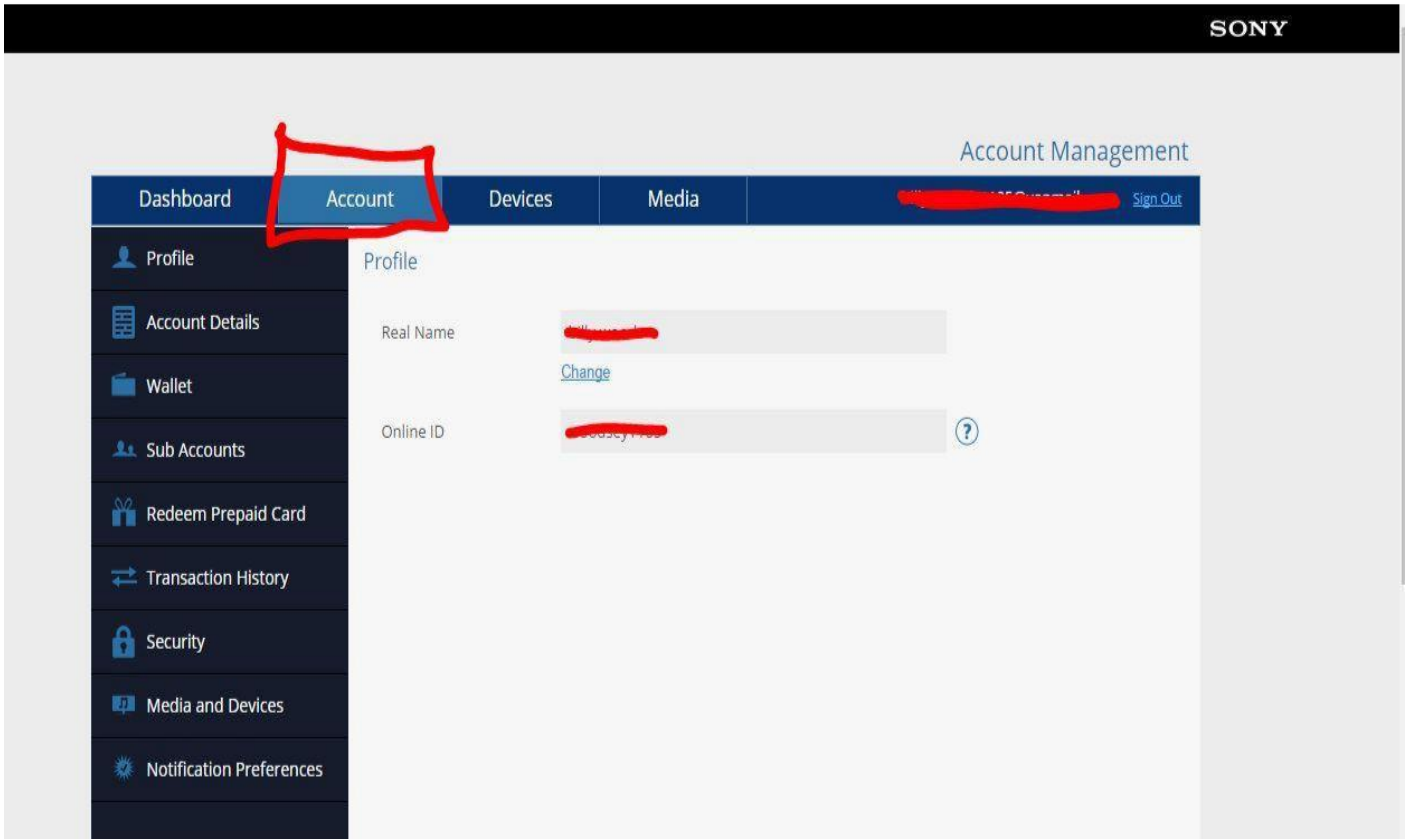 SONY
Account Management
Dashboard Account Devices Media Sign Out
Profile
Account Details
Wallet
Sub Accounts
Redeem Prepaid Card
Transaction History
Security
Media and Devices
Notification Preferences
Profile
Real Name
Change
Online ID
?